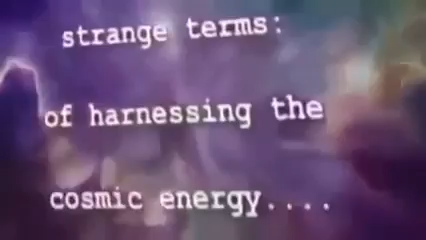 strange terms:
of harnessing the
cosmic energy....